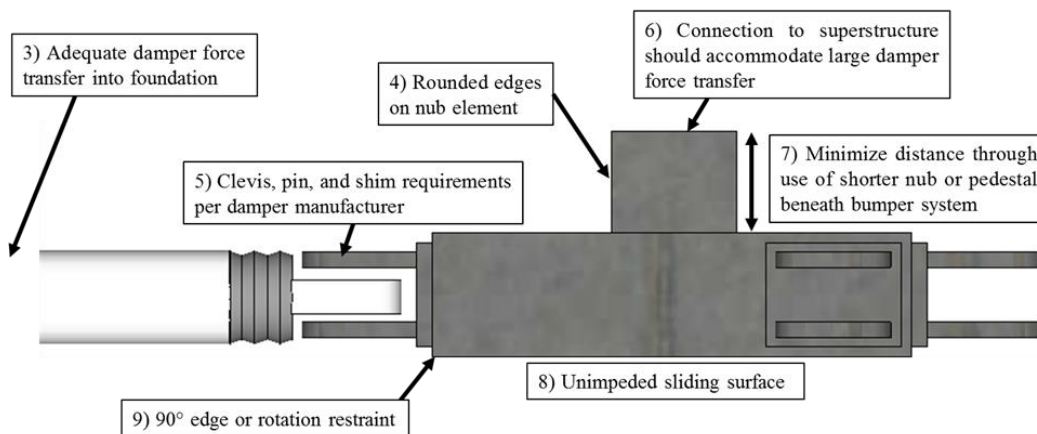 3) Adequate damper force
transfer into foundation
4) Rounded edges
on nub element
6) Connection to superstructure
should accommodate large damper
force transfer
5) Clevis, pin, and shim requirements
per damper manufacturer
7) Minimize distance through
use of shorter nub or pedestal
beneath bumper system
8) Unimpeded sliding surface
9) 90° edge or rotation restraint